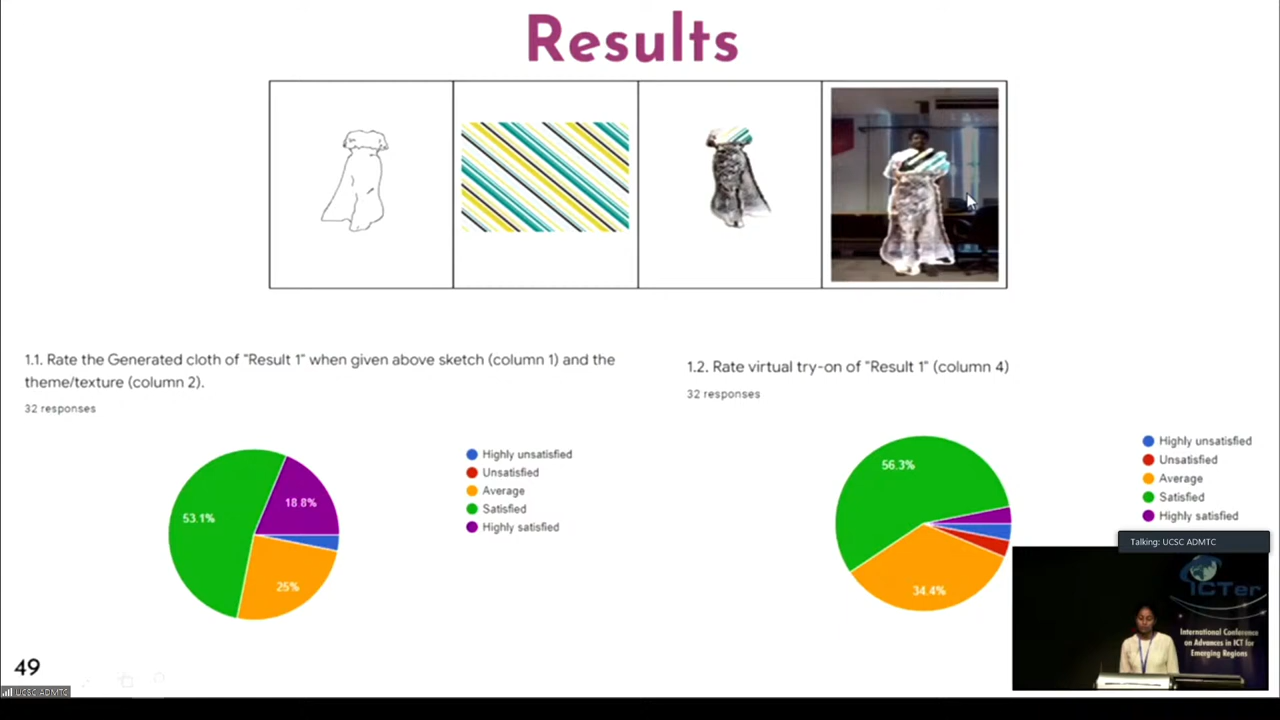 Results
1.1. Rate the Generated cloth of "Result 1" when given above sketch (column 1) and the
theme/texture (column 2).
32 responses
53.1%
18.8%
25%
Highly unsatisfied
Unsatisfied
Average
Satisfied
Highly satisfied
1.2. Rate virtual try-on of "Result 1" (column 4)
32 responses
56.3%
34.4%
Highly unsatisfied
Unsatisfied
Average
Satisfied
Highly satisfied
Talking: UCSC ADMTC
ICTer
International Conference
on Advances in ICT for
Emerging Regions
49
UCSC ADMTC